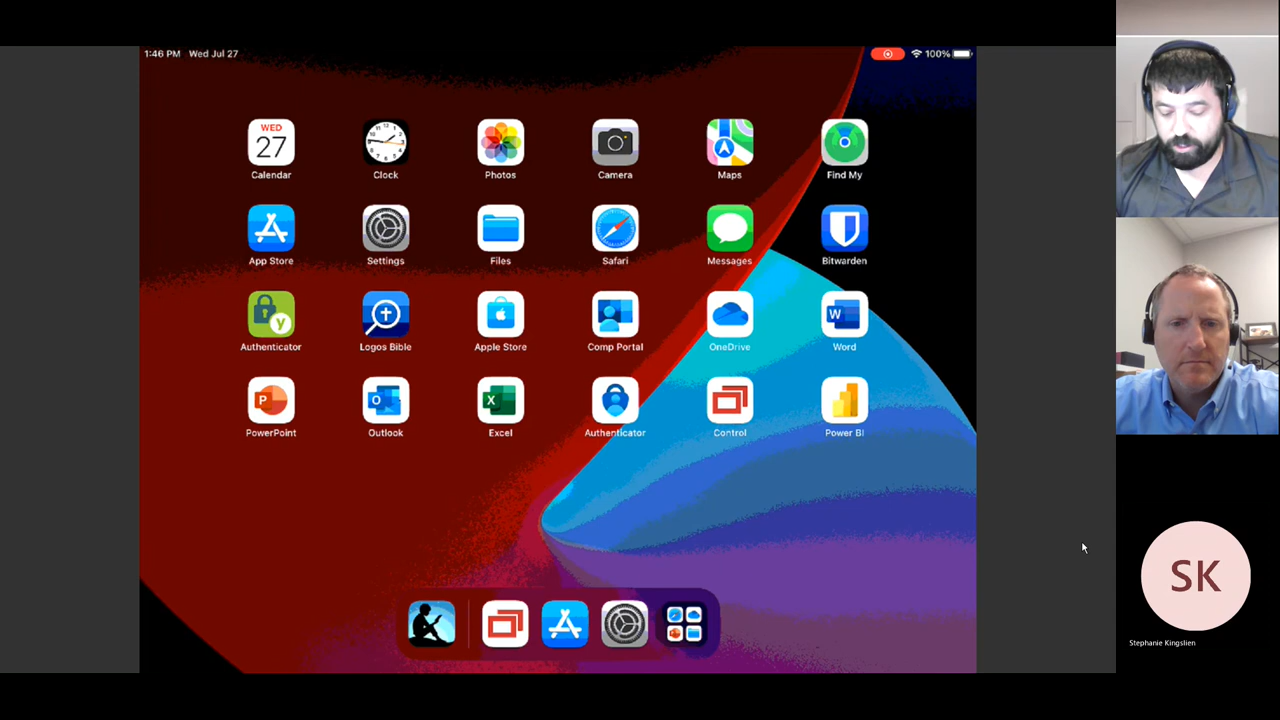 1:46 PM Wed Jul 27
100%
WED
27
Calendar
Clock
Photos
Camera
Maps
Find My
App Store
Settings
Files
Safari
Messages
Bitwarden
y
W
Authenticator
Logos Bible
Apple Store
Comp Portal
OneDrive
Word
P
O
X
PowerPoint
Outlook
Excel
Authenticator
Control
Power BI
SK
Stephanie Kingslien